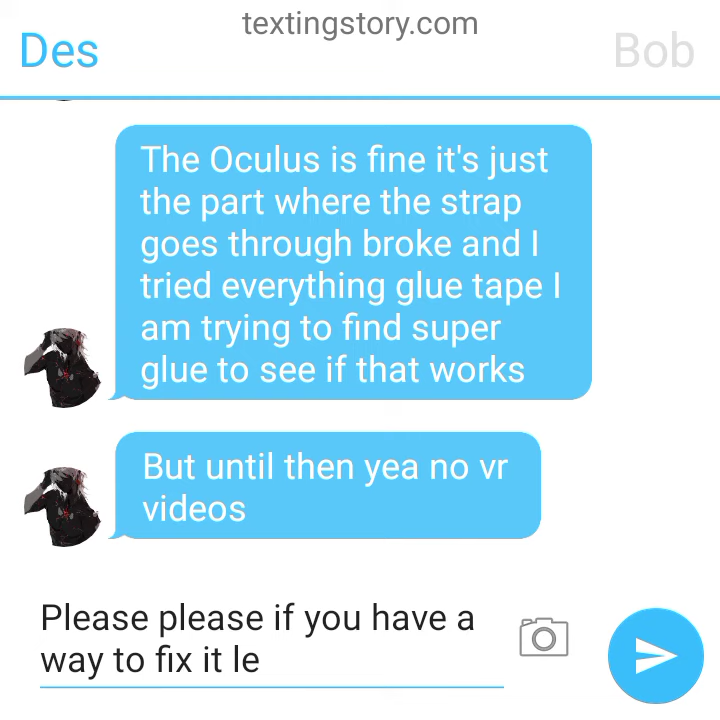 textingstory.com
Des
Bob
The Oculus is fine it's just
the part where the strap
goes through broke and I
tried everything glue tape I
am trying to find super
glue to see if that works
But until then yea no vr
videos
Please please if you have a
way to fix it le